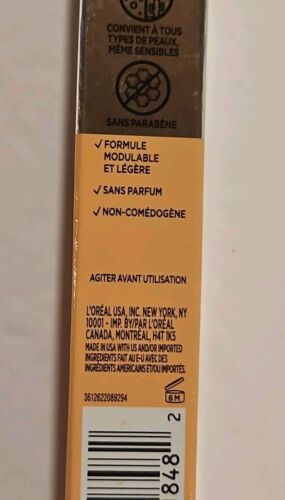 CONVIENT À TOUS
TYPES DE PEAUX,
MÊME SENSIBLES
SANS PARABÈNE
✓ FORMULE
MODULABLE
ET LÉGÈRE
✓ SANS PARFUM
✓ NON-COMÉDOGÈNE
AGITER AVANT UTILISATION
L'ORÉAL USA, INC. NEW YORK, NY
10001 - IMP. BY/PAR L'ORÉAL
CANADA, MONTRÉAL, H4T 1K5
MADE IN USA WITH US AND/OR IMPORTED
INGREDIENTS FAIT AU E-U AVEC DES
INGRÉDIENTS AMÉRICAINS ET/OU IMPORTÉS.
3612622089294
6 M
848 2